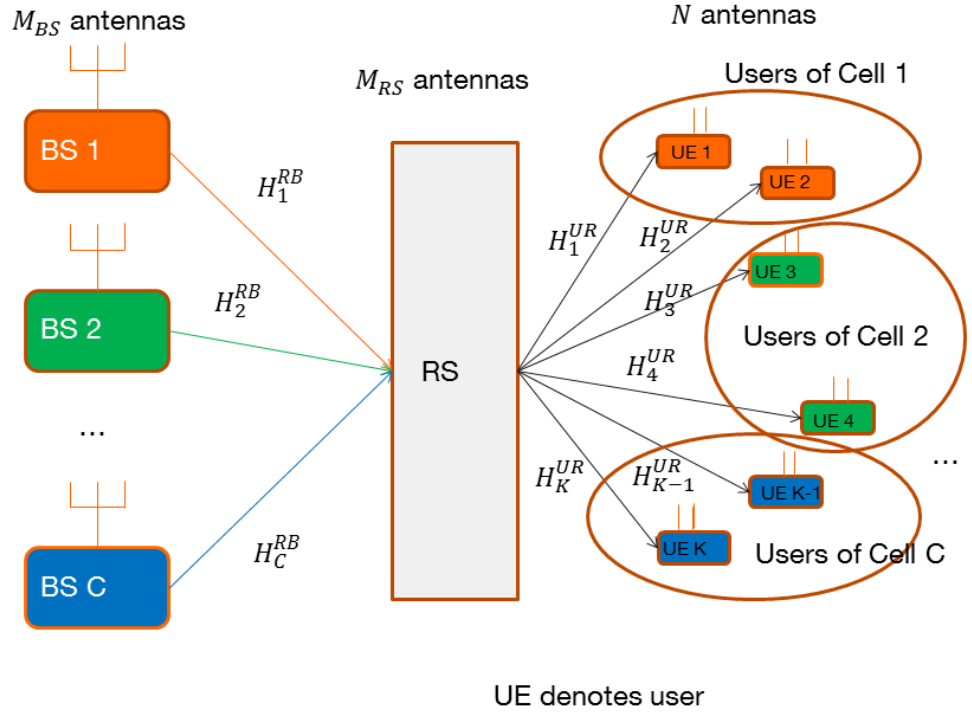 M_BS antennas
N antennas
M_RS antennas
Users of Cell 1
BS 1
UE 1
UE 2
H_1^{RB}
H_1^{UR}
H_2^{UR}
UE 3
BS 2
H_2^{RB}
H_3^{UR}
Users of Cell 2
RS
H_4^{UR}
UE 4
...
...
H_K^{UR}
H_{K-1}^{UR}
UE K-1
H_C^{RB}
UE K
Users of Cell C
BS C
UE denotes user